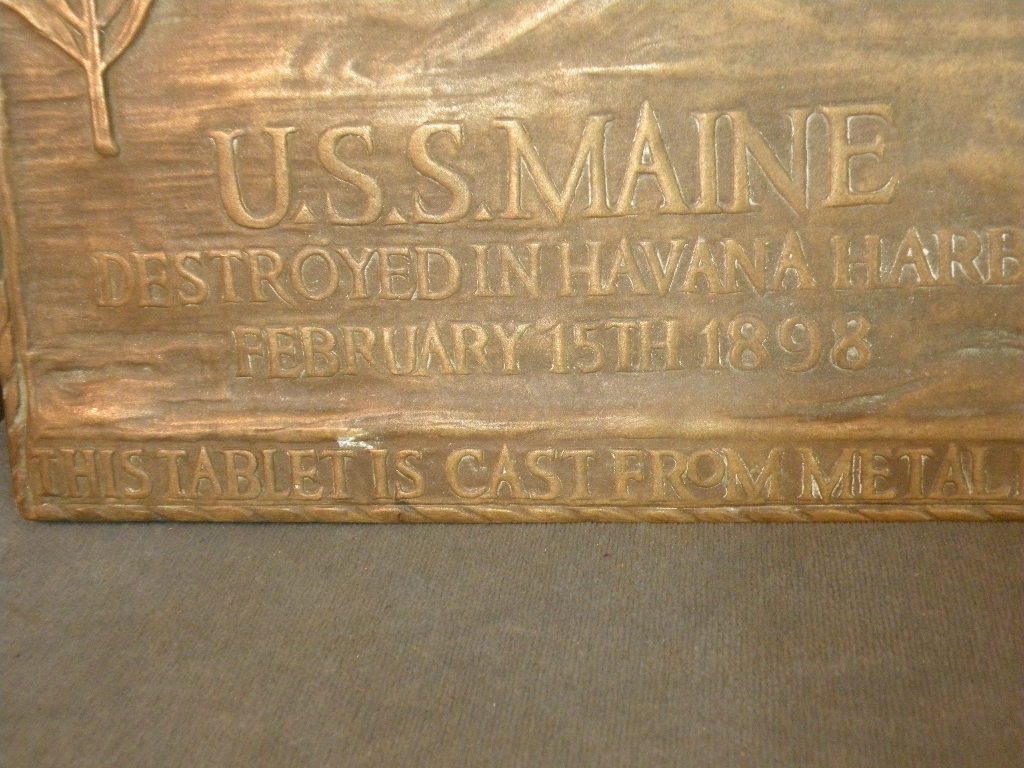 U.S.S. MAINE
DESTROYED IN HAVANA HARB
FEBRUARY 15TH 1898
THIS TABLET IS CAST FROM METAL